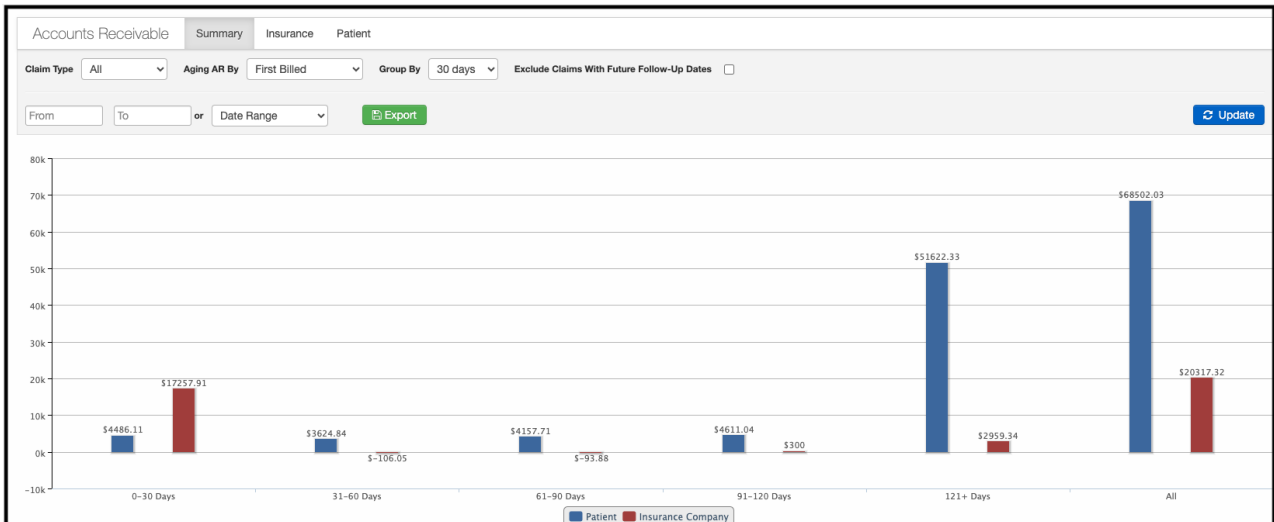 Accounts Receivable Summary Insurance Patient
Claim Type All Aging AR By First Billed Group By 30 days Exclude Claims With Future Follow-Up Dates
From To or Date Range Export Update
80k
70k
$68502.03
60k
$51622.33
50k
40k
30k
20k
$17257.91 $20317.32
10k
$4486.11 $3624.84 $4157.71 $4611.04 $300 $2959.34
0k
$-106.05 $-93.88
-10k
0-30 Days 31-60 Days 61-90 Days 91-120 Days 121+ Days All
Patient Insurance Company